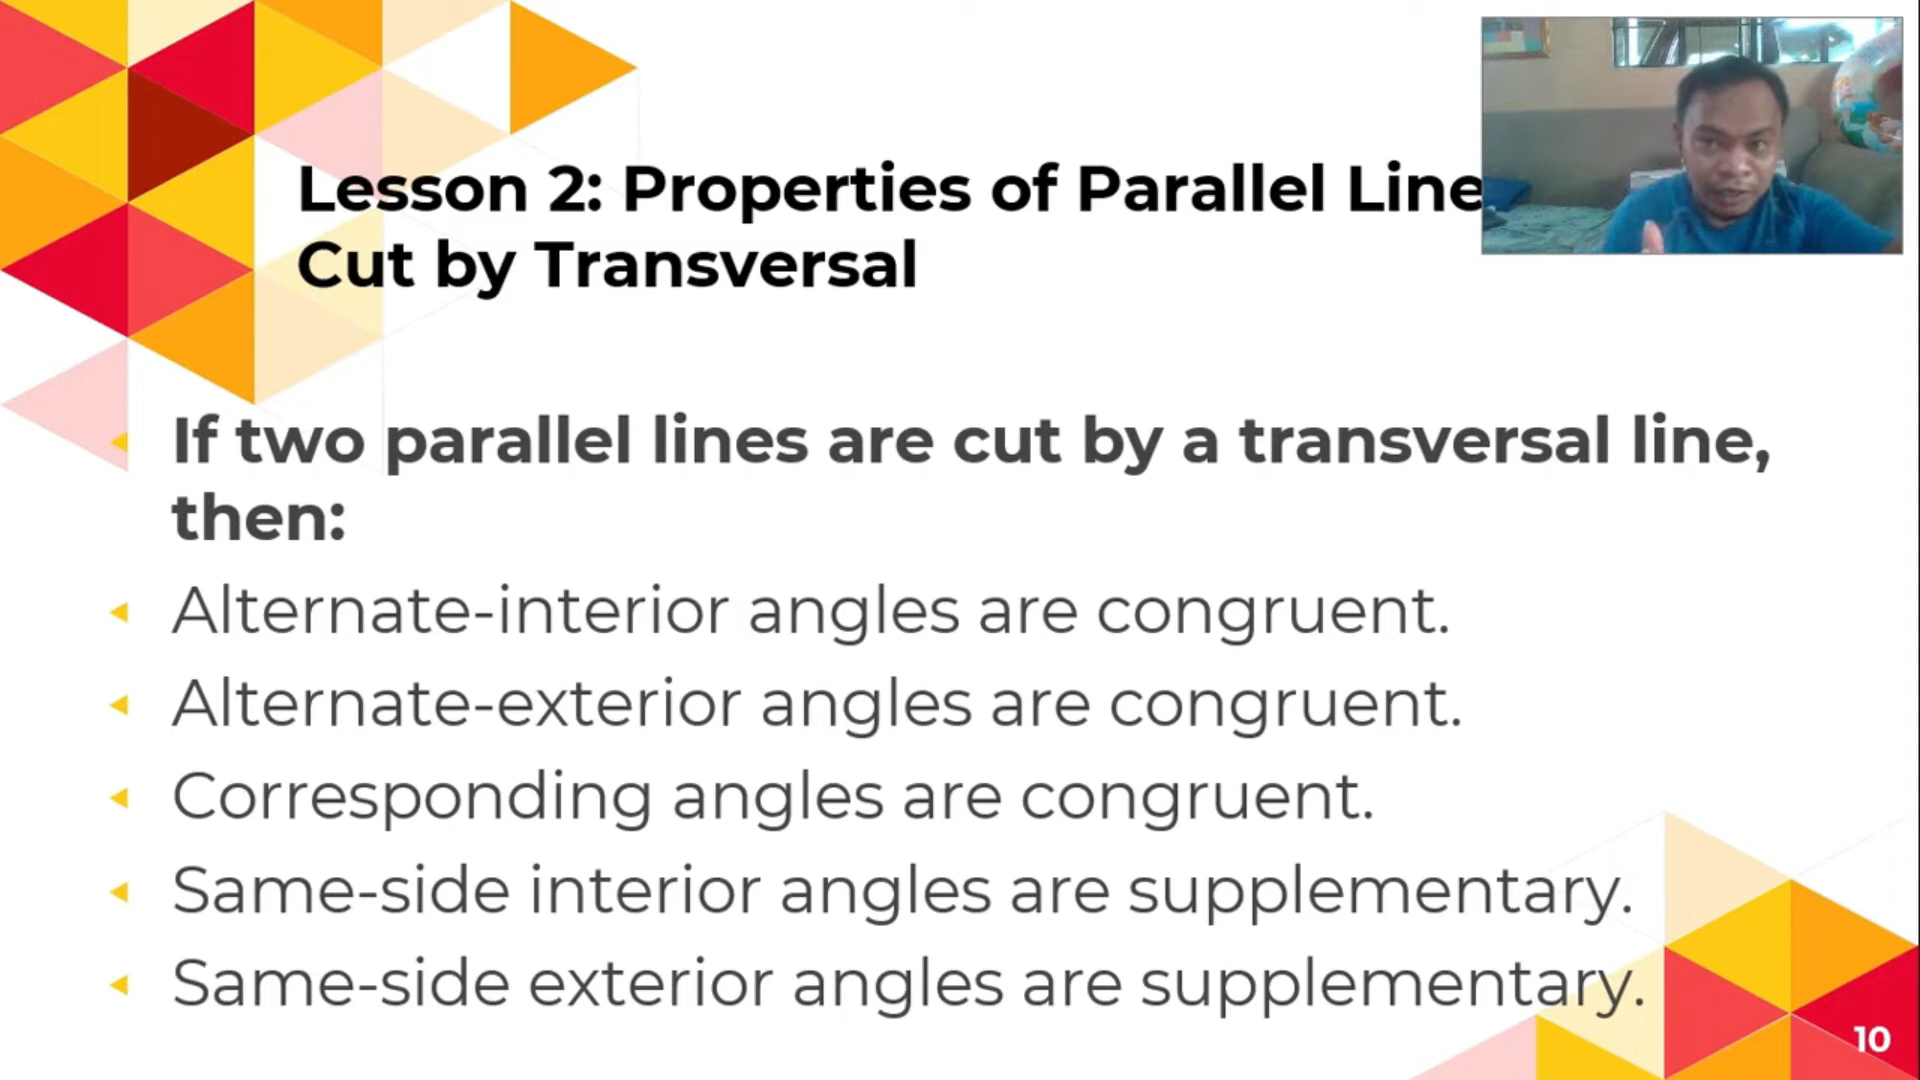 Lesson 2: Properties of Parallel Line
Cut by Transversal
If two parallel lines are cut by a transversal line,
then:
Alternate-interior angles are congruent.
Alternate-exterior angles are congruent.
Corresponding angles are congruent.
Same-side interior angles are supplementary.
Same-side exterior angles are supplementary.
10